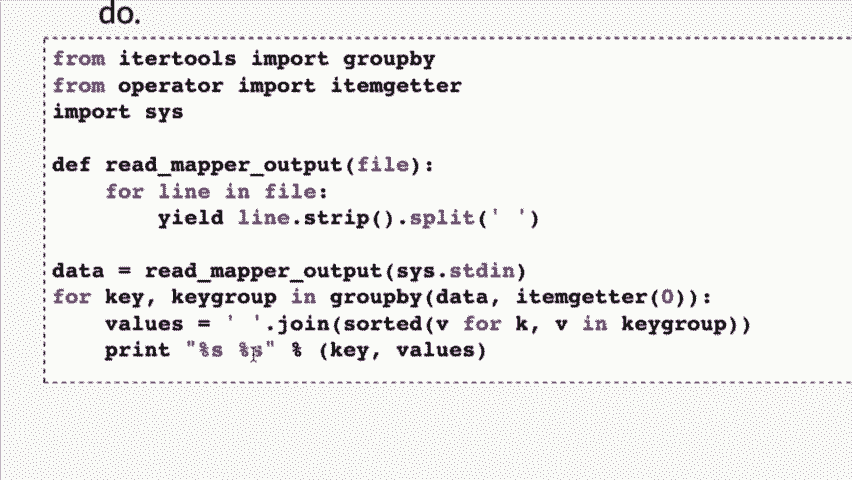 do.
from itertools import groupby
from operator import itemgetter
import sys
def read_mapper_output(file):
    for line in file:
        yield line.strip().split(' ')
data = read_mapper_output(sys.stdin)
for key, keygroup in groupby(data, itemgetter(0)):
    values = ' '.join(sorted(v for k, v in keygroup))
    print "%s %s" % (key, values)